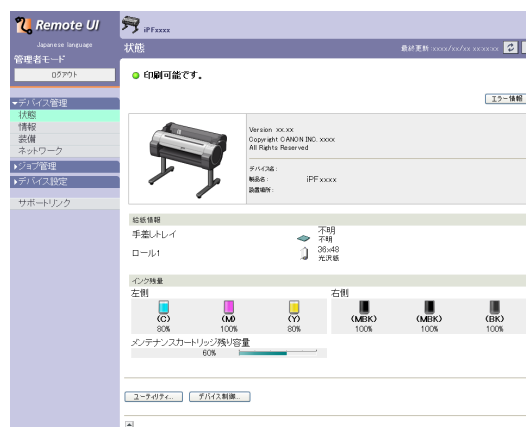 Remote UI
Japanese language
管理者モード
ログアウト
▼デバイス管理
状態
情報
装備
ネットワーク
▶ジョブ管理
▶デバイス設定
サポートリンク
iPFxxxx
状態
最終更新:xxxx/xx/xx xx:xx:xx
印刷可能です。
エラー情報
Version xx.xx
Copyright CANON INC. xxxx
All Rights Reserved
デバイス名:
製品名: iPFxxxx
設置場所:
給紙情報
手差しトレイ
不明
不明
ロール1
36x48
光沢紙
インク残量
左側 右側
(C) (M) (Y) (MBK) (MBK) (BK)
80% 100% 80% 100% 100% 100%
メンテナンスカートリッジ残り容量
60%
ユーティリティ... デバイス制御...